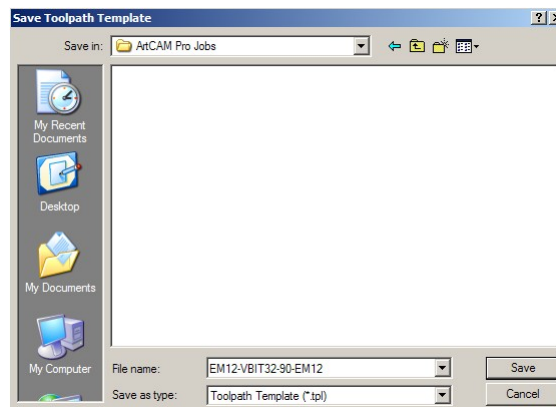 Save Toolpath Template
Save in: ArtCAM Pro Jobs
My Recent
Documents
Desktop
My Documents
My Computer
File name: EM12-VBIT32-90-EM12 Save
Save as type: Toolpath Template (*.tpl) Cancel